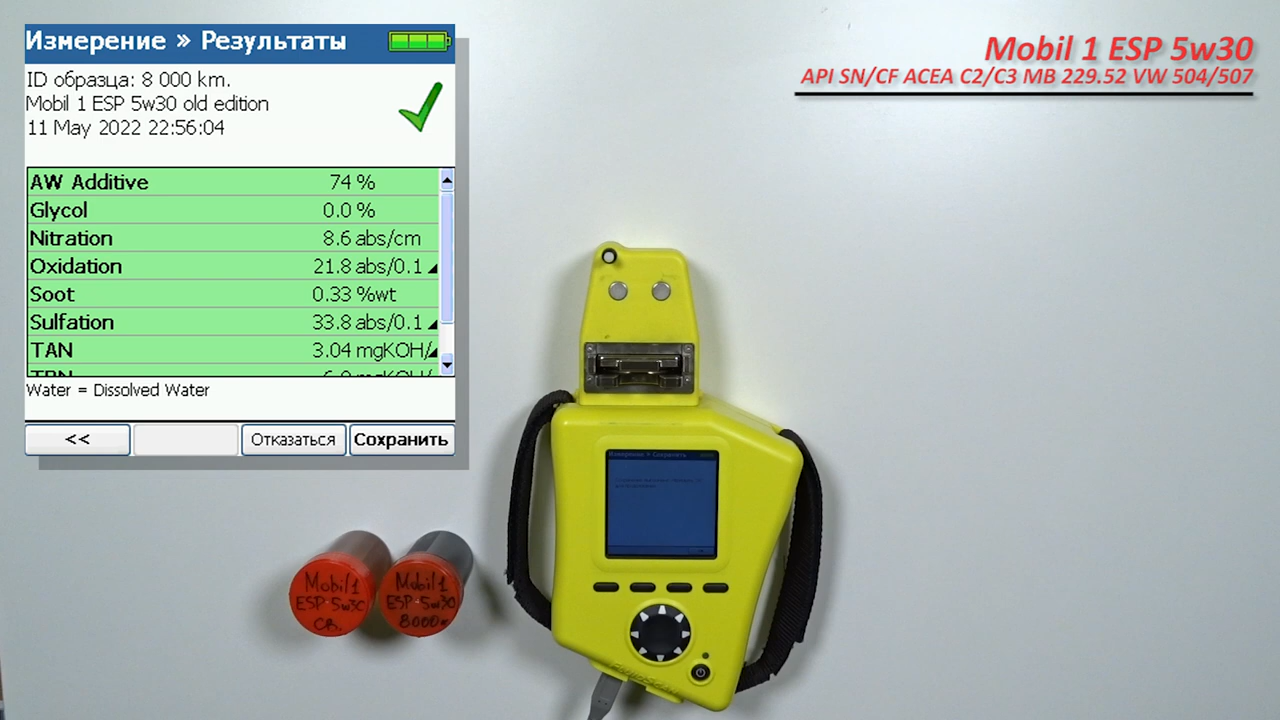 Измерение » Результаты
ID образца: 8 000 km.
Mobil 1 ESP 5w30 old edition
11 May 2022 22:56:04
AW Additive 74 %
Glycol 0.0 %
Nitration 8.6 abs/cm
Oxidation 21.8 abs/0.1
Soot 0.33 %wt
Sulfation 33.8 abs/0.1
TAN 3.04 mgKOH/
Water = Dissolved Water
<<
Отказаться
Сохранить
Mobil 1 ESP 5w30
API SN/CF ACEA C2/C3 MB 229.52 VW 504/507
Измерение » Сохранить
Mobil 1
ESP 5w30
св.
Mobil 1
ESP 5w30
8000